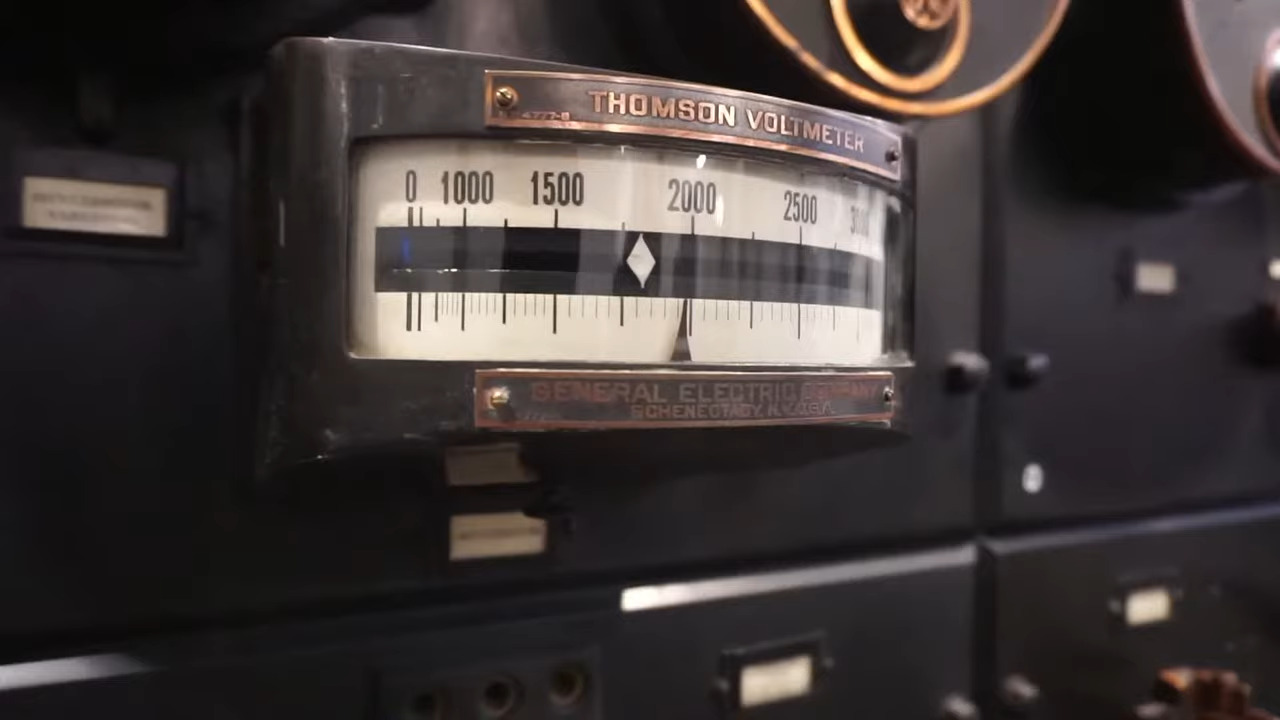 THOMSON VOLTMETER
0 1000 1500 2000 2500 3000
GENERAL ELECTRIC COMPANY
SCHENECTADY, N.Y. U.S.A.